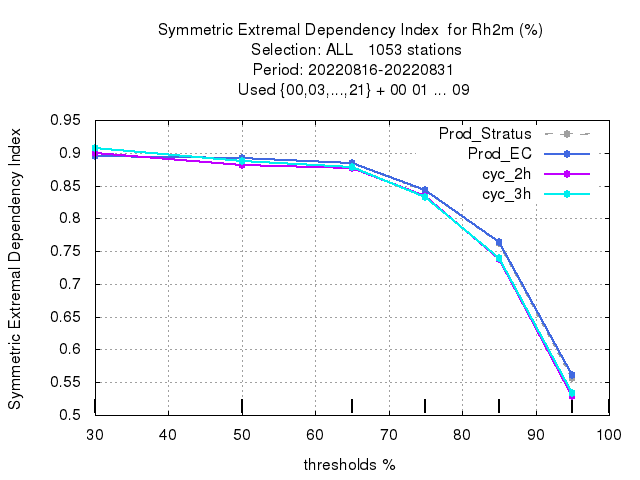 Symmetric Extremal Dependency Index  for Rh2m (%)
Selection: ALL   1053 stations
Period: 20220816-20220831
Used {00,03,...,21} + 00 01 ... 09
Symmetric Extremal Dependency Index
0.95
0.9
0.85
0.8
0.75
0.7
0.65
0.6
0.55
0.5
Prod_Stratus
Prod_EC
cyc_2h
cyc_3h
30 40 50 60 70 80 90 100
thresholds %